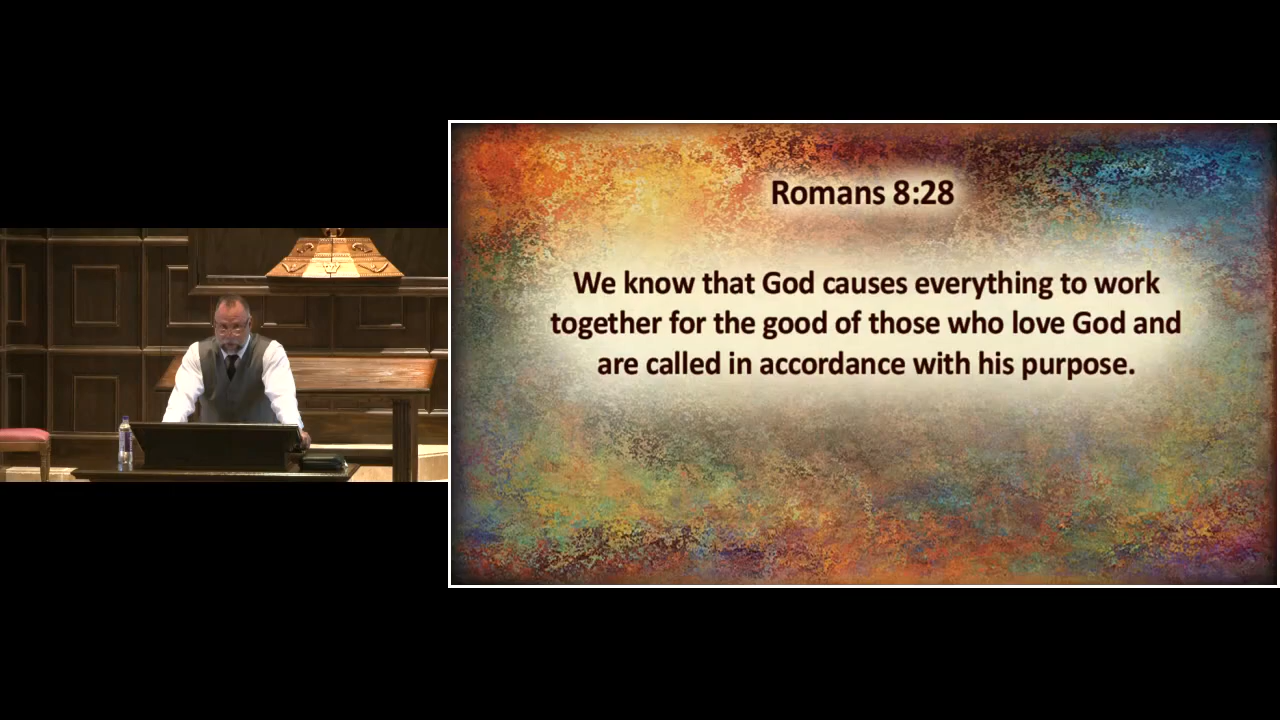 Romans 8:28
We know that God causes everything to work
together for the good of those who love God and
are called in accordance with his purpose.